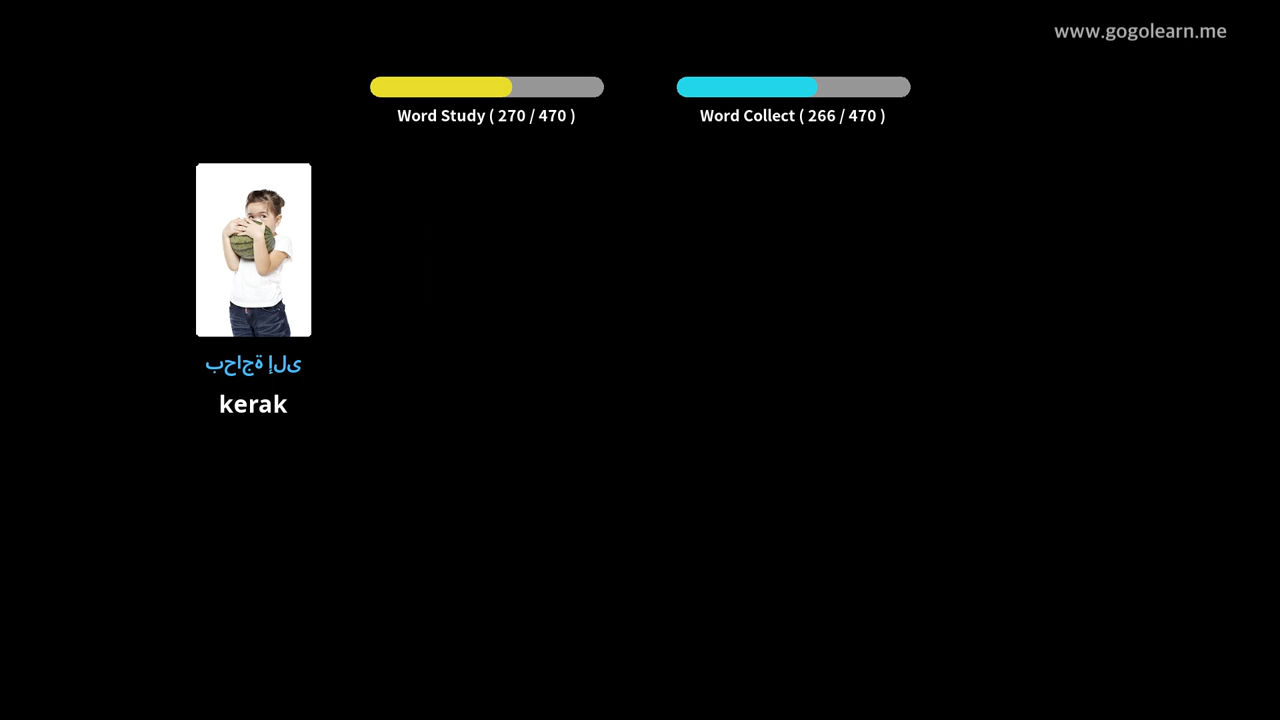 www.gogolearn.me
Word Study ( 270 / 470 )
Word Collect ( 266 / 470 )
بحاجة إلى
kerak